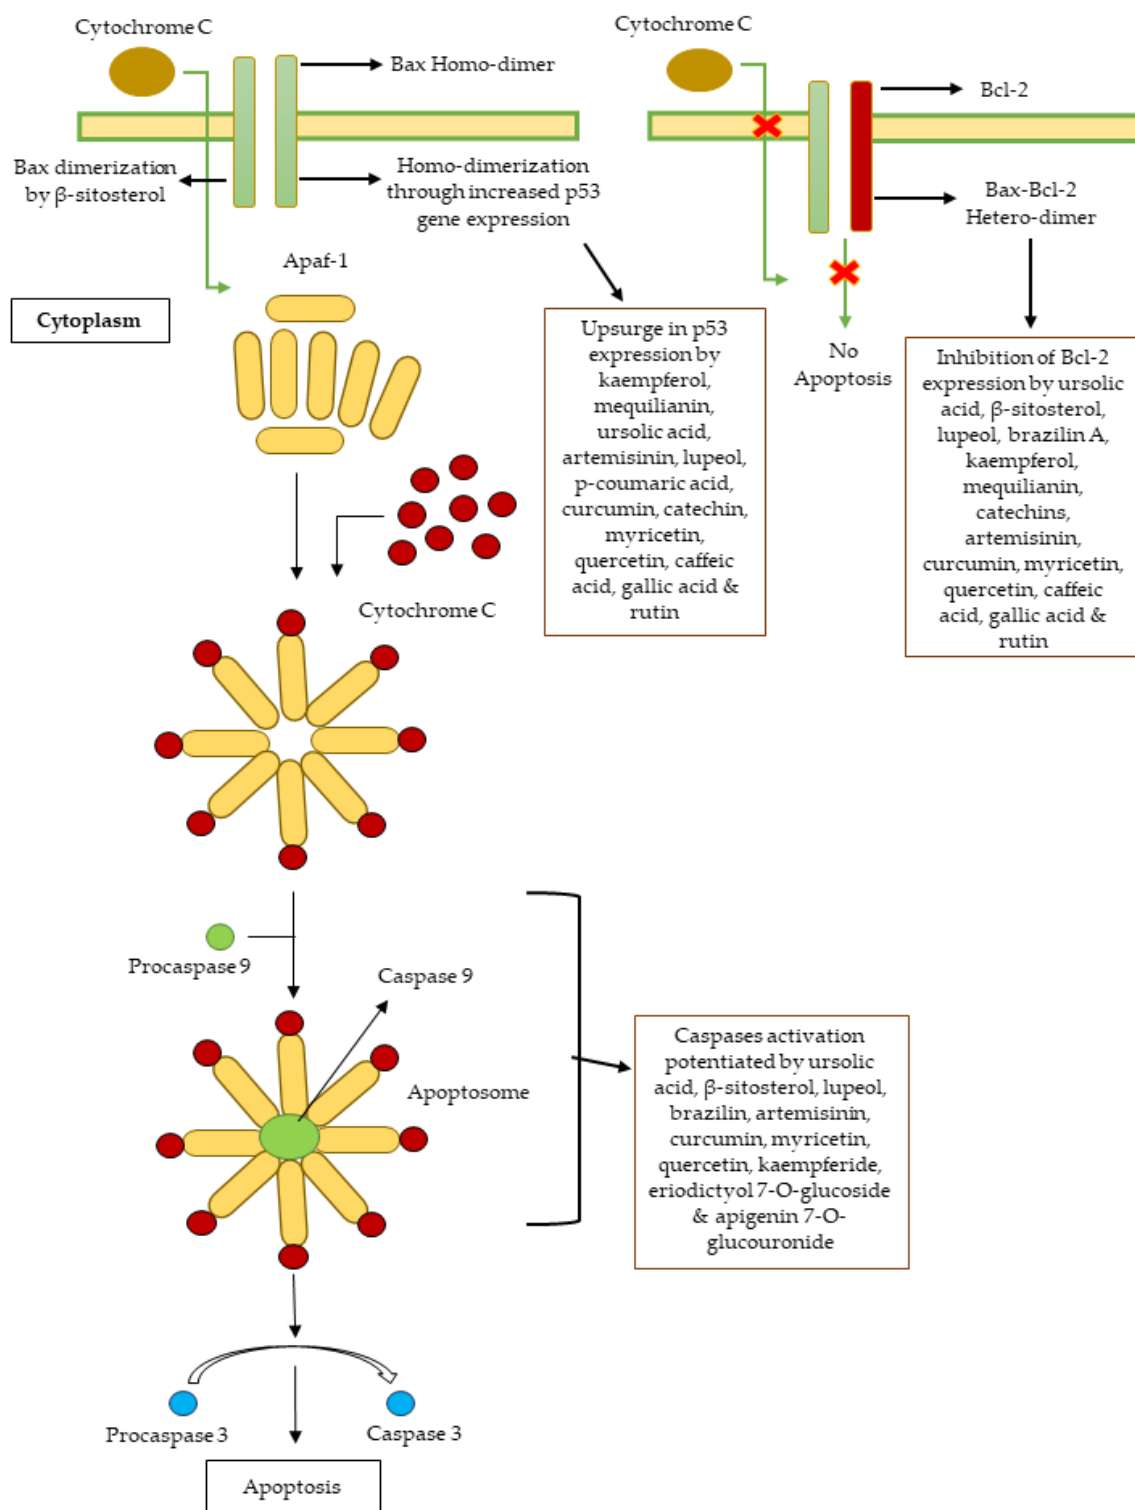 Cytochrome C
Bax Homo-dimer
Bax dimerization
by β-sitosterol
Homo-dimerization
through increased p53
gene expression
Apaf-1
Cytoplasm
Cytochrome C
Bcl-2
Bax-Bcl-2
Hetero-dimer
No
Apoptosis
Upsurge in p53
expression by
kaempferol,
mequilianin,
ursolic acid,
artemisinin, lupeol,
p-coumaric acid,
curcumin, catechin,
myricetin,
quercetin, caffeic
acid, gallic acid &
rutin
Inhibition of Bcl-2
expression by ursolic
acid, β-sitosterol,
lupeol, brazilin A,
kaempferol,
mequilianin,
catechins,
artemisinin,
curcumin, myricetin,
quercetin, caffeic
acid, gallic acid &
rutin
Cytochrome C
Procaspase 9
Caspase 9
Apoptosome
Caspases activation
potentiated by ursolic
acid, β-sitosterol, lupeol,
brazilin, artemisinin,
curcumin, myricetin,
quercetin, kaempferide,
eriodictyol 7-O-glucoside
& apigenin 7-O-
glucouronide
Procaspase 3
Caspase 3
Apoptosis